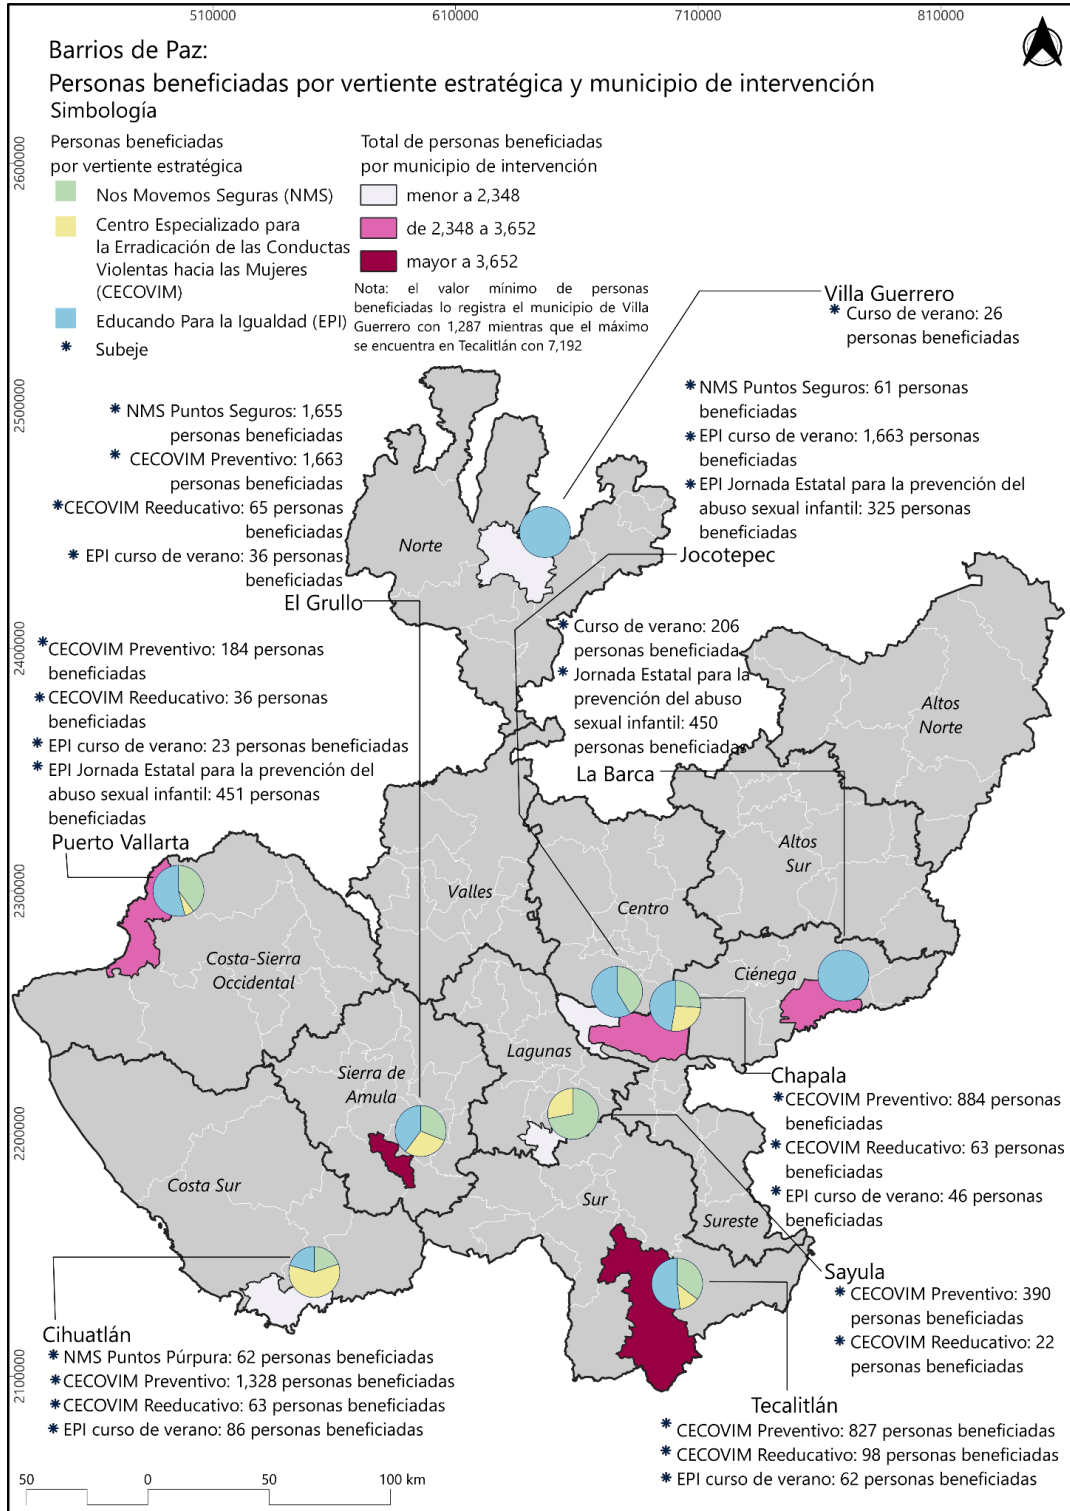 510000
610000
710000
810000
Barrios de Paz:
Personas beneficiadas por vertiente estratégica y municipio de intervención
Simbología
Personas beneficiadas
por vertiente estratégica
Nos Movemos Seguras (NMS)
Centro Especializado para
la Erradicación de las Conductas
Violentas hacia las Mujeres
(CECOVIM)
Educando Para la Igualdad (EPI)
* Subeje
Total de personas beneficiadas
por municipio de intervención
menor a 2,348
de 2,348 a 3,652
mayor a 3,652
Nota: el valor mínimo de personas
beneficiadas lo registra el municipio de Villa
Guerrero con 1,287 mientras que el máximo
se encuentra en Tecalitlán con 7,192
2600000
2500000
2400000
2300000
2200000
2100000
Villa Guerrero
* Curso de verano: 26
personas beneficiadas
* NMS Puntos Seguros: 1,655
personas beneficiadas
* CECOVIM Preventivo: 1,663
personas beneficiadas
* CECOVIM Reeducativo: 65 personas
beneficiadas
* EPI curso de verano: 36 personas
beneficiadas
El Grullo
* NMS Puntos Seguros: 61 personas
beneficiadas
* EPI curso de verano: 1,663 personas
beneficiadas
* EPI Jornada Estatal para la prevención del
abuso sexual infantil: 325 personas
beneficiadas
Jocotepec
Norte
* CECOVIM Preventivo: 184 personas
beneficiadas
* CECOVIM Reeducativo: 36 personas
beneficiadas
* EPI curso de verano: 23 personas beneficiadas
* EPI Jornada Estatal para la prevención del
abuso sexual infantil: 451 personas
beneficiadas
Puerto Vallarta
* Curso de verano: 206
personas beneficiada
* Jornada Estatal para la
prevención del abuso
sexual infantil: 450
personas beneficiadas
La Barca
Altos
Norte
Altos
Sur
Valles
Centro
Ciénega
Costa-Sierra
Occidental
Lagunas
Sierra de
Amula
Costa Sur
Sur
Sureste
Chapala
* CECOVIM Preventivo: 884 personas
beneficiadas
* CECOVIM Reeducativo: 63 personas
beneficiadas
* EPI curso de verano: 46 personas
beneficiadas
Sayula
* CECOVIM Preventivo: 390
personas beneficiadas
* CECOVIM Reeducativo: 22
personas beneficiadas
Cihuatlán
* NMS Puntos Púrpura: 62 personas beneficiadas
* CECOVIM Preventivo: 1,328 personas beneficiadas
* CECOVIM Reeducativo: 63 personas beneficiadas
* EPI curso de verano: 86 personas beneficiadas
Tecalitlán
* CECOVIM Preventivo: 827 personas beneficiadas
* CECOVIM Reeducativo: 98 personas beneficiadas
* EPI curso de verano: 62 personas beneficiadas
50 0 50 100 km